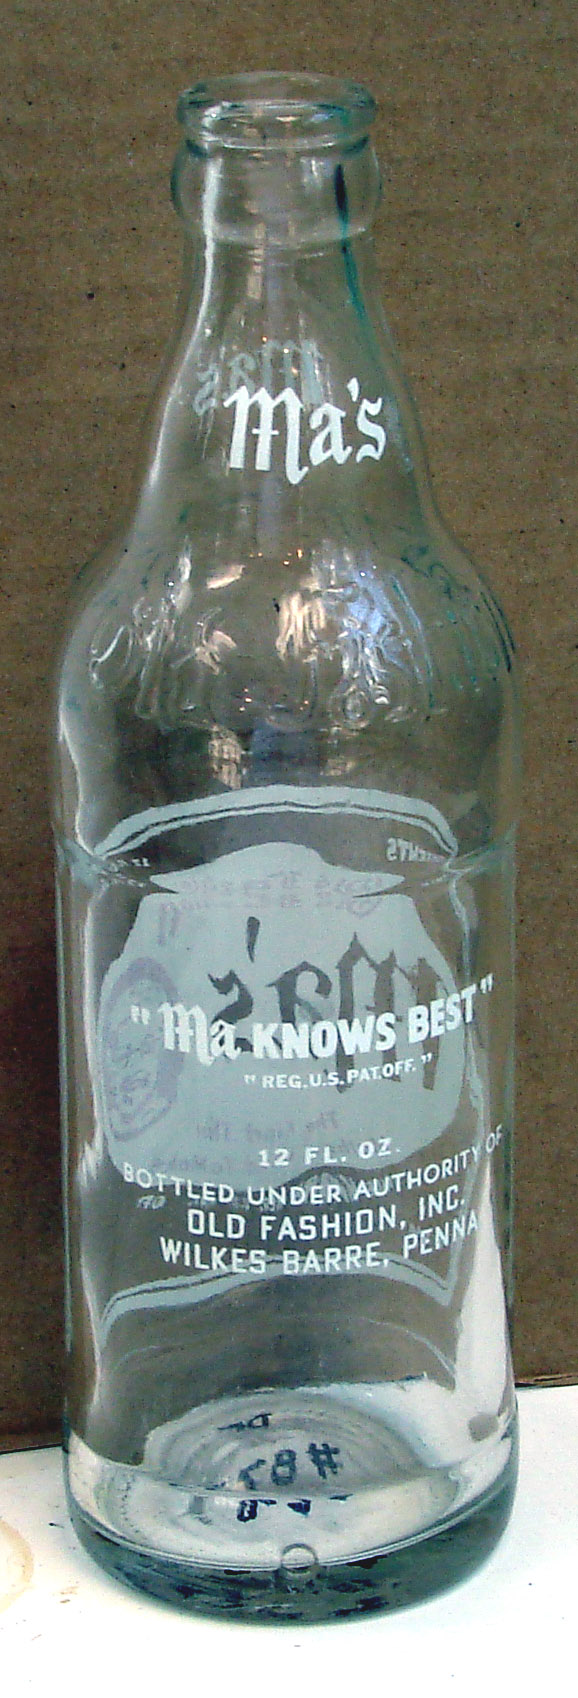 Ma's
"Ma KNOWS BEST"
"REG.U.S.PAT.OFF."
12 FL. OZ.
BOTTLED UNDER AUTHORITY OF
OLD FASHION, INC.
WILKES BARRE, PENNA